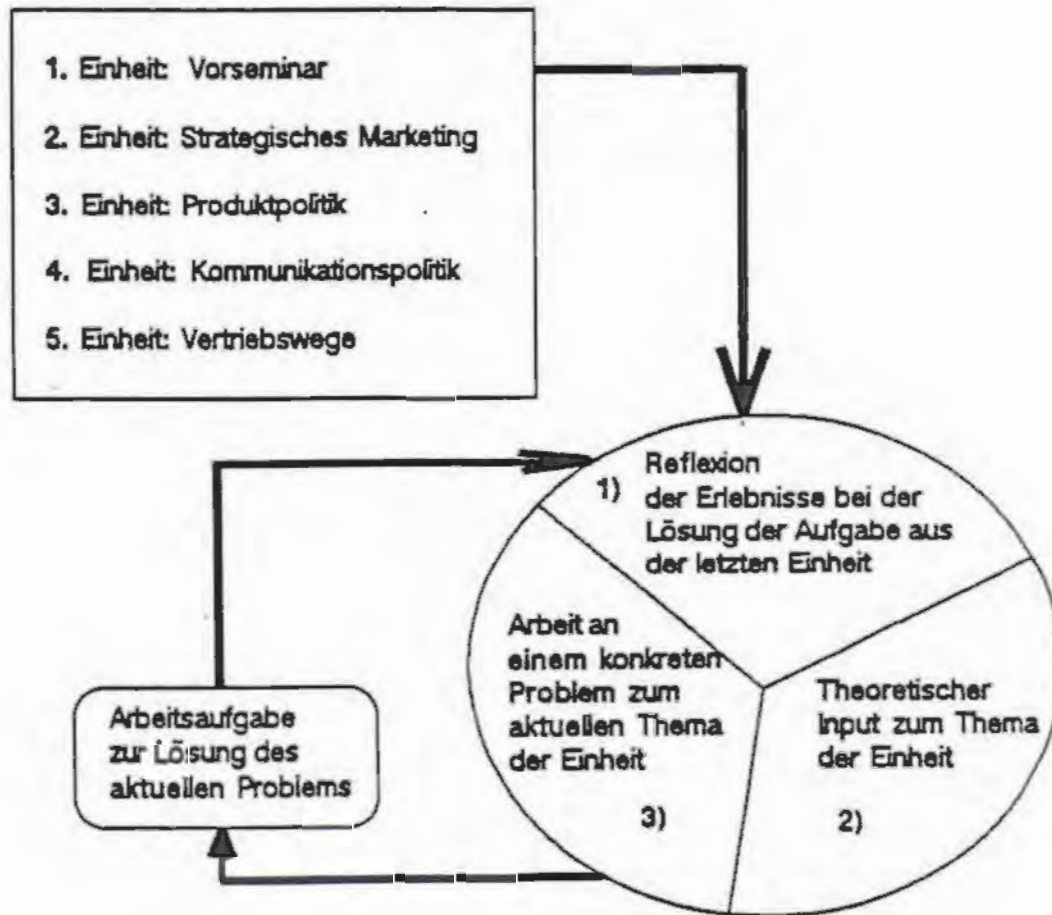 1. Einheit: Vorseminar
2. Einheit: Strategisches Marketing
3. Einheit: Produktpolitik
4. Einheit: Kommunikationspolitik
5. Einheit: Vertriebswege
1) Reflexion
der Erlebnisse bei der
Lösung der Aufgabe aus
der letzten Einheit
Theoretischer
Input zum Thema
der Einheit
2)
Arbeit an
einem konkreten
Problem zum
aktuellen Thema
der Einheit
3)
Arbeitsaufgabe
zur Lösung des
aktuellen Problems